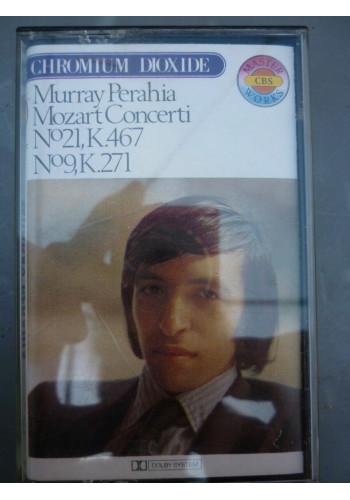 CHROMIUM DIOXIDE
MASTER
CBS
WORKS
Murray Perahia
Mozart Concerti
Nº21,K.467
Nº9,K.271
DOLBY SYSTEM